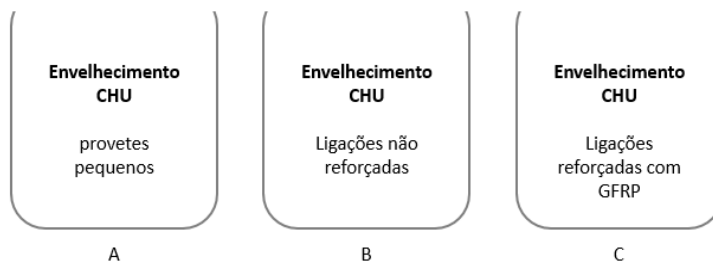 Envelhecimento
CHU
provetes
pequenos
A
Envelhecimento
CHU
Ligações não
reforçadas
B
Envelhecimento
CHU
Ligações
reforçadas com
GFRP
C